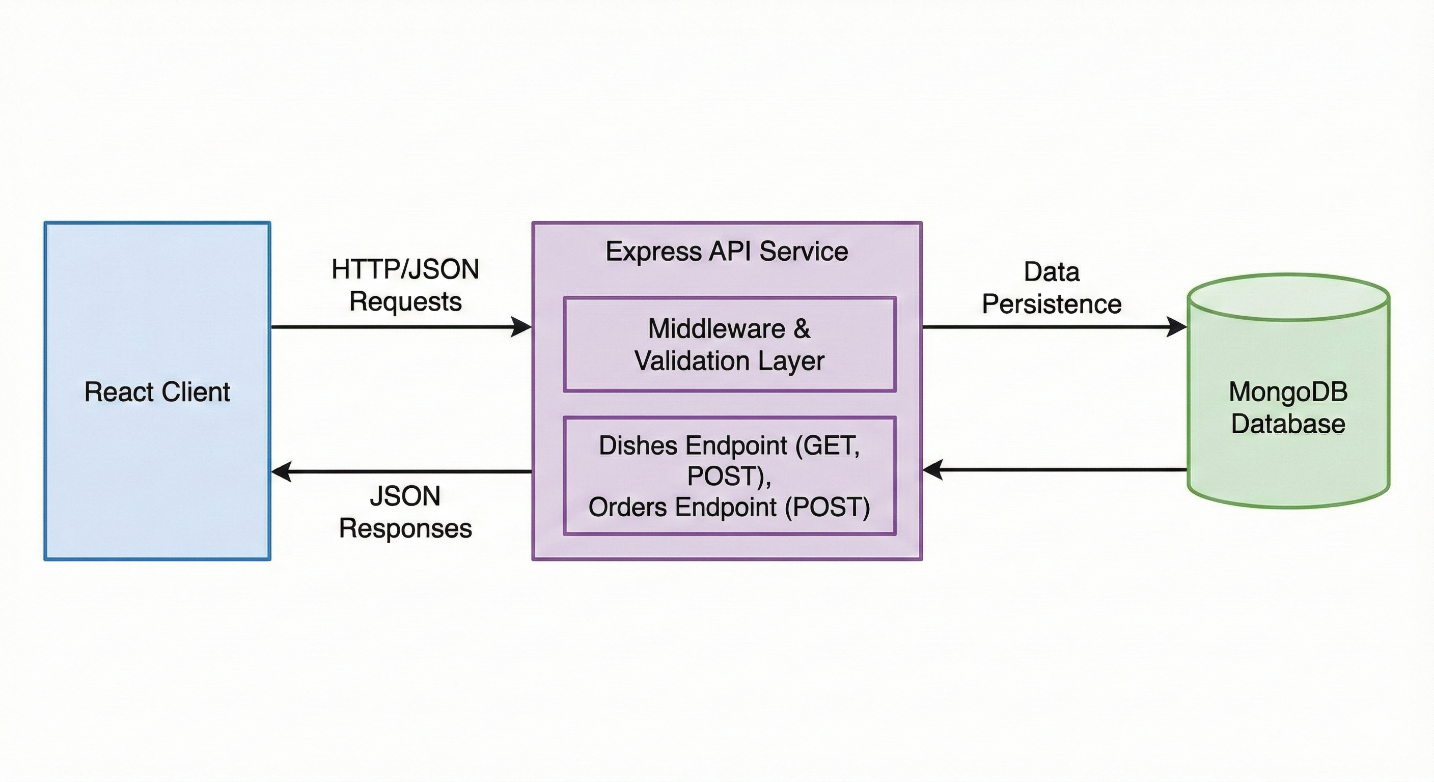 React Client
HTTP/JSON
Requests
JSON
Responses
Express API Service
Middleware &
Validation Layer
Dishes Endpoint (GET,
POST),
Orders Endpoint (POST)
Data
Persistence
MongoDB
Database